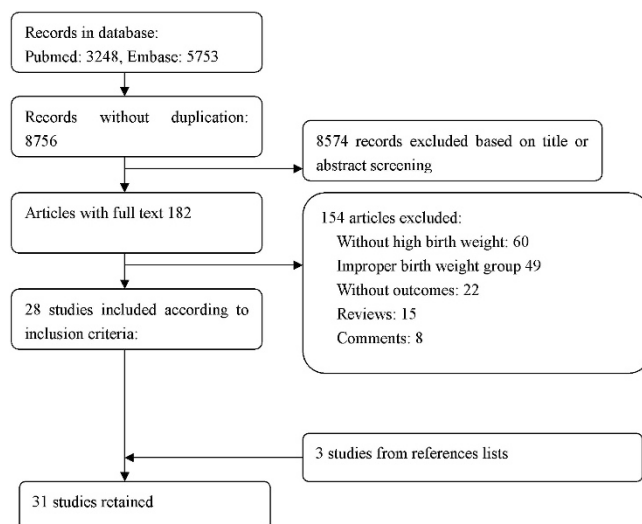 Records in database:
Pubmed: 3248, Embase: 5753
Records without duplication:
8756
8574 records excluded based on title or
abstract screening
Articles with full text 182
154 articles excluded:
Without high birth weight: 60
Improper birth weight group 49
Without outcomes: 22
Reviews: 15
Comments: 8
28 studies included according to
inclusion criteria:
3 studies from references lists
31 studies retained